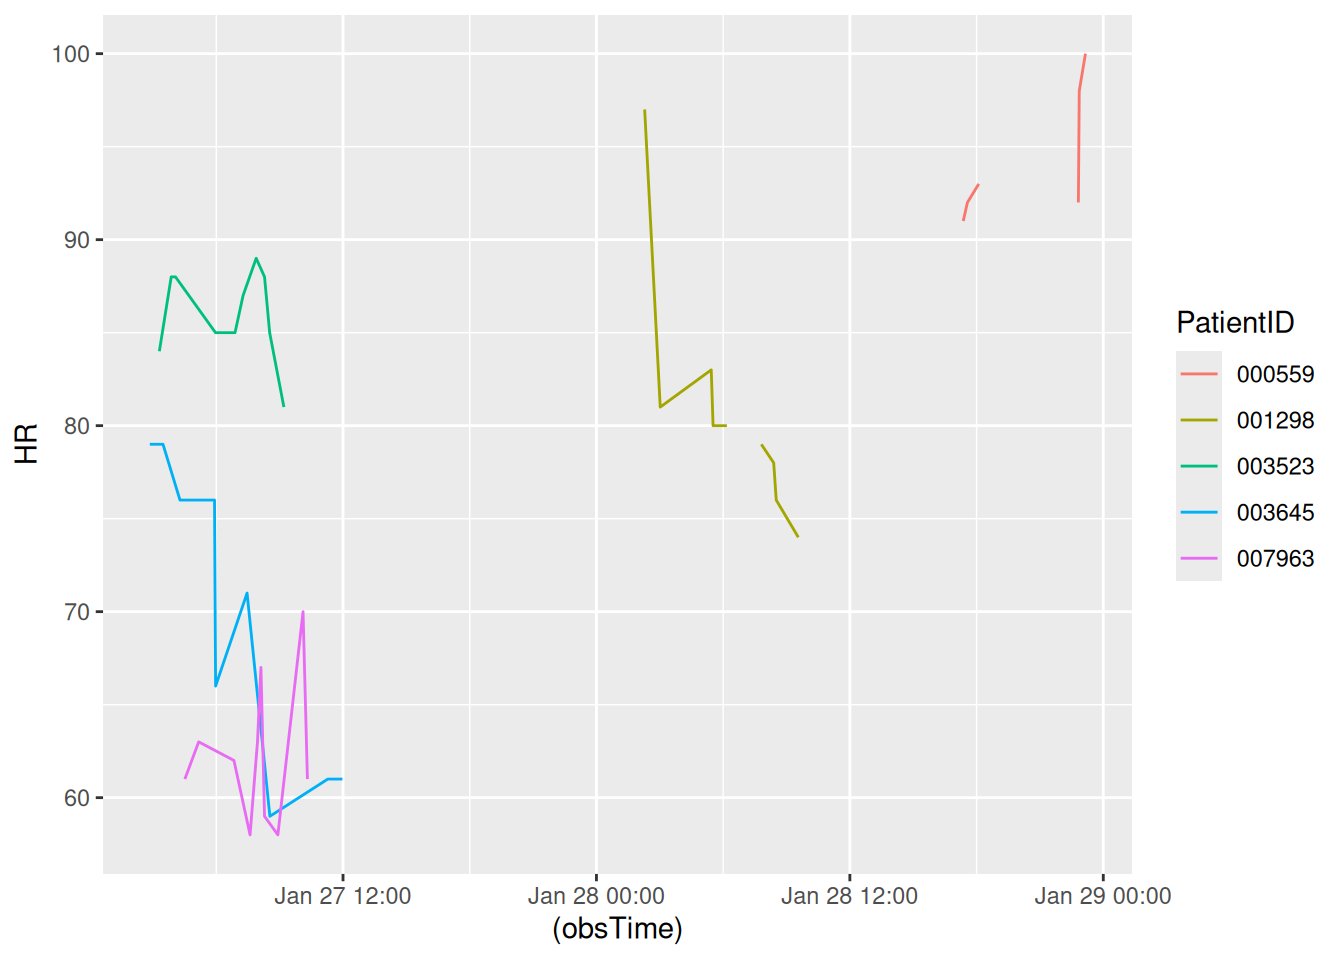 100
90
80
70
60
HR
Jan 27 12:00
Jan 28 00:00
Jan 28 12:00
Jan 29 00:00
(obsTime)
PatientID
000559
001298
003523
003645
007963